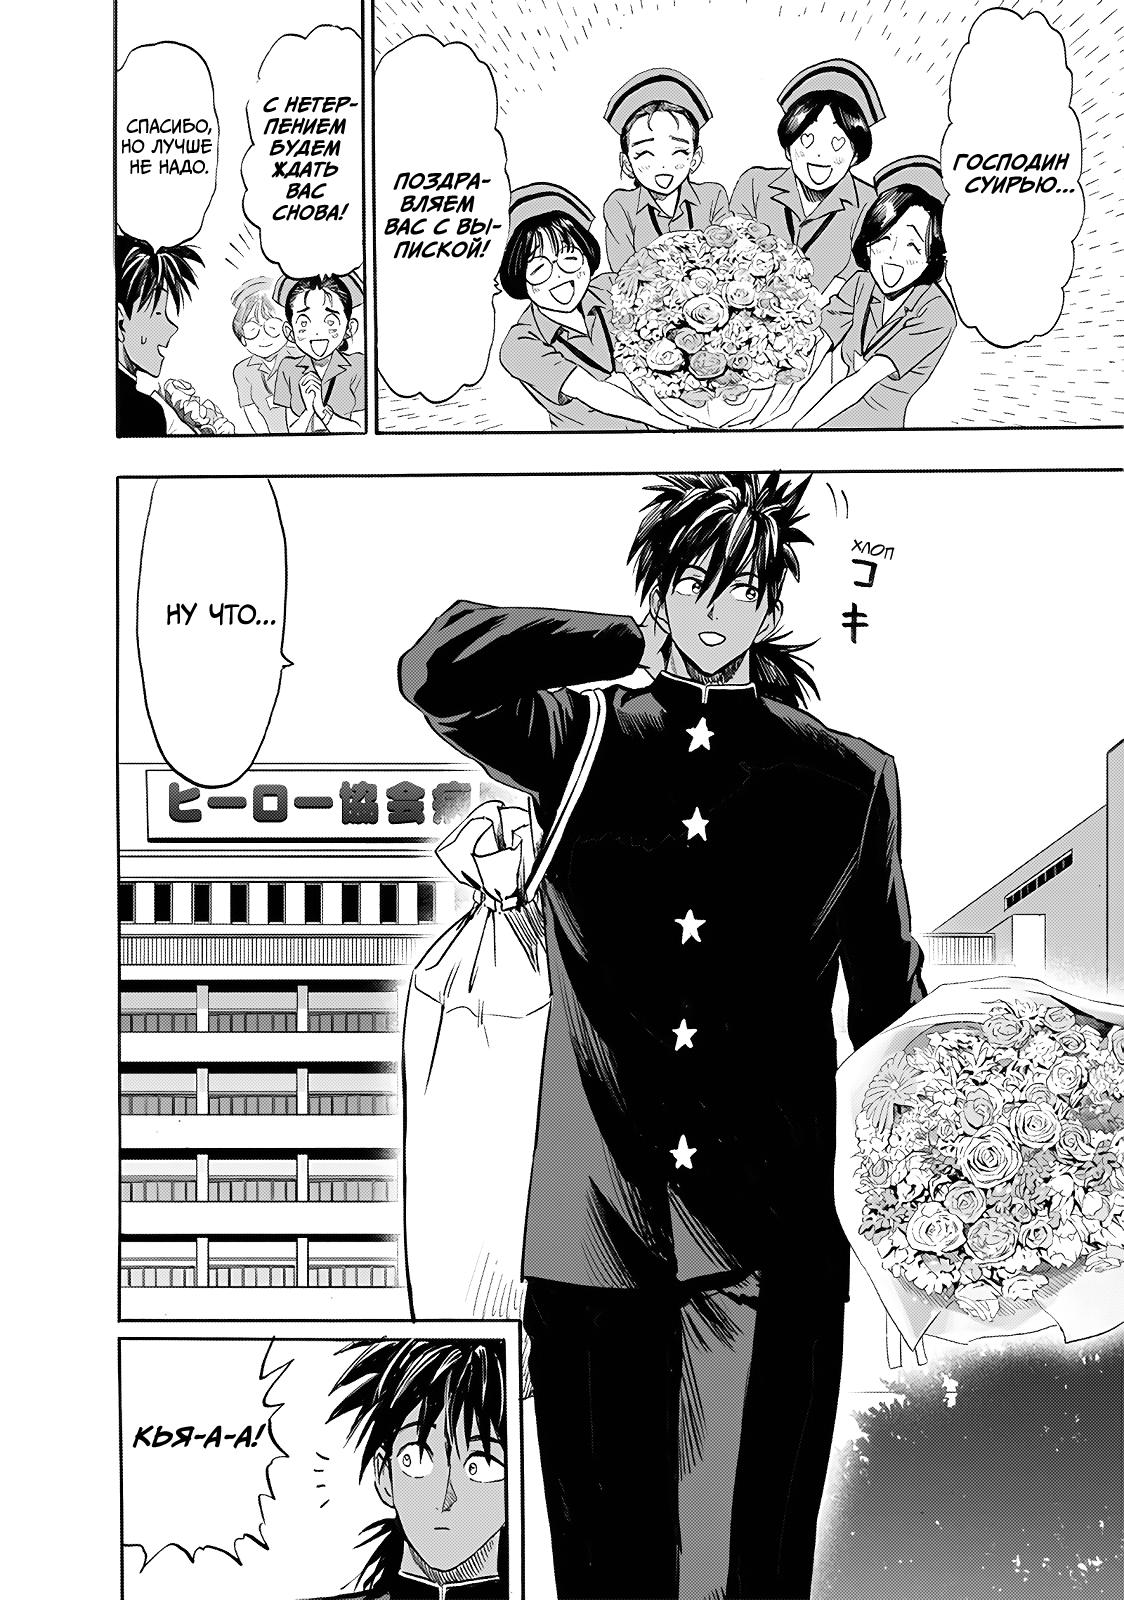 ГОСПОДИН
СУИРЬЮ...
ПОЗДРА-
ВЛЯЕМ
ВАС С ВЫ-
ПИСКОЙ!
С НЕТЕР-
ПЕНИЕМ
БУДЕМ
ЖДАТЬ
ВАС
СНОВА!
СПАСИБО,
НО ЛУЧШЕ
НЕ НАДО.
ХЛОП
コキ
НУ ЧТО...
ヒーロー協会病
КЬЯ-А-А!